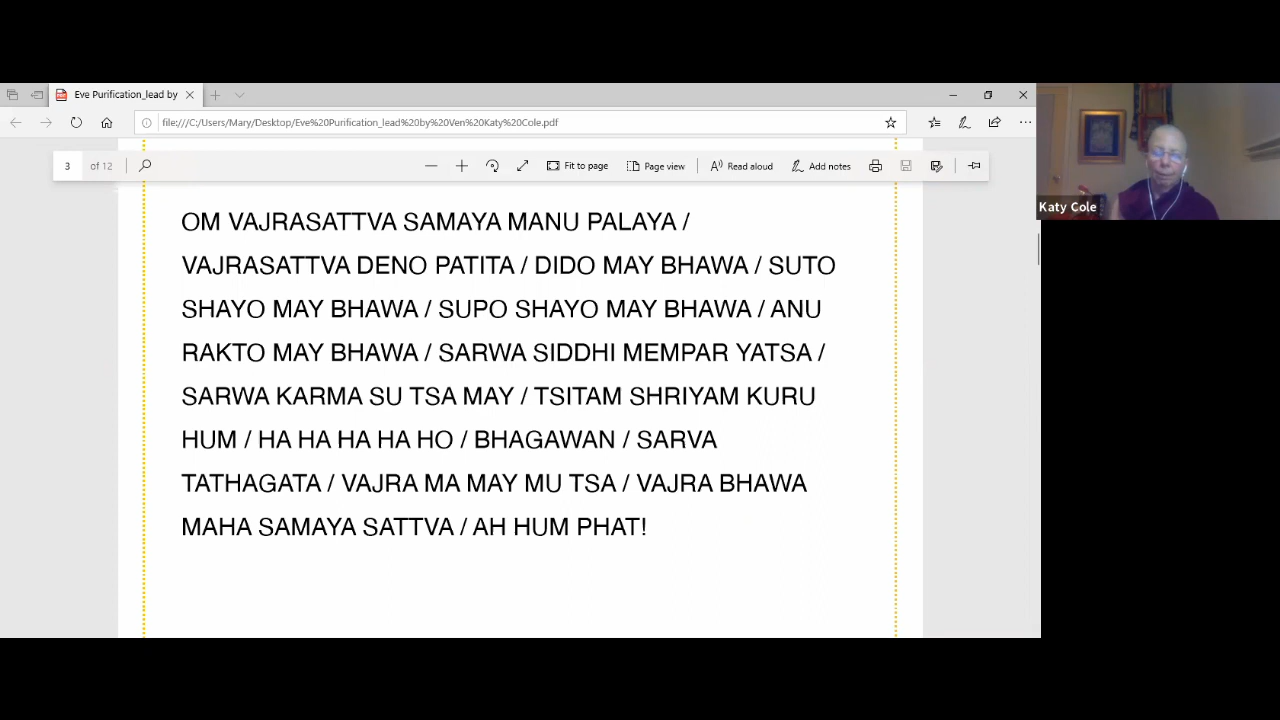 Eve Purification_lead by
file:///C:/Users/Mary/Desktop/Eve%20Purification_lead%20by%20Ven%20Katy%20Cole.pdf
3 of 12 Fit to page Page view Read aloud Add notes
OM VAJRASATTVA SAMAYA MANU PALAYA /
VAJRASATTVA DENO PATITA / DIDO MAY BHAWA / SUTO
SHAYO MAY BHAWA / SUPO SHAYO MAY BHAWA / ANU
RAKTO MAY BHAWA / SARWA SIDDHI MEMPAR YATSA /
SARWA KARMA SU TSA MAY / TSITAM SHRIYAM KURU
HUM / HA HA HA HA HO / BHAGAWAN / SARVA
TATHAGATA / VAJRA MA MAY MU TSA / VAJRA BHAWA
MAHA SAMAYA SATTVA / AH HUM PHAT!
Katy Cole